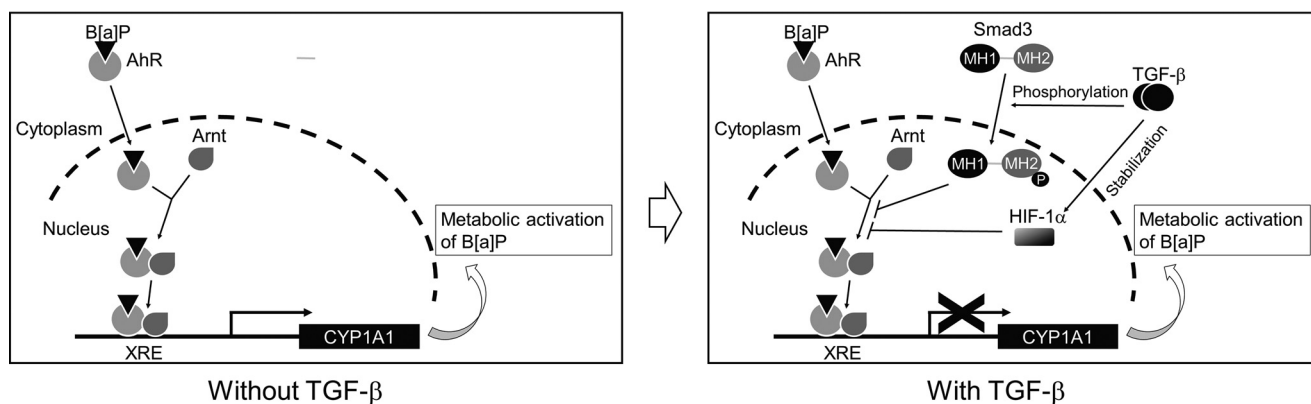 B[a]P
AhR
Cytoplasm
Arnt
Nucleus
Metabolic activation
of B[a]P
CYP1A1
XRE
Without TGF-β
B[a]P
AhR
Smad3
MH1
MH2
TGF-β
Phosphorylation
Cytoplasm
Arnt
MH1
MH2
P
Stabilization
Nucleus
HIF-1α
Metabolic activation
of B[a]P
CYP1A1
XRE
With TGF-β